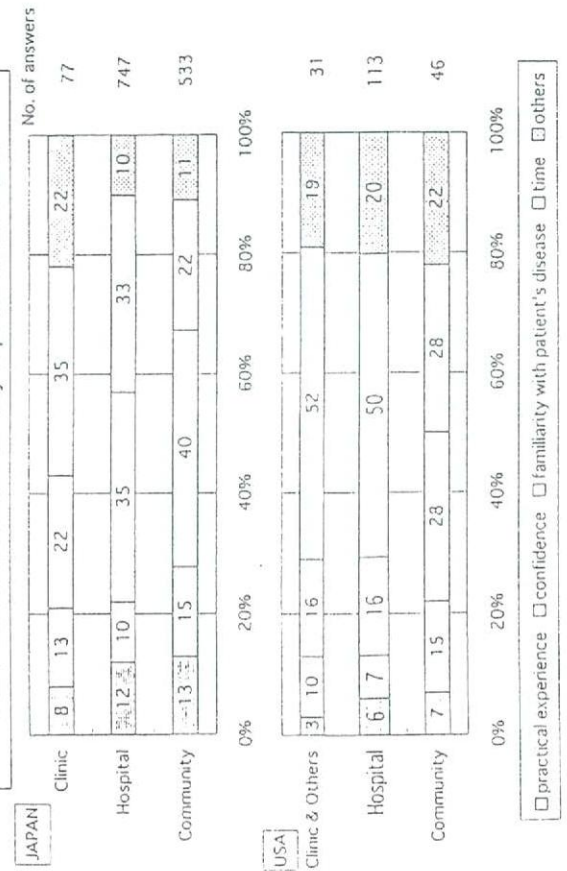 No. of answers
JAPAN
Clinic 8 13 22 35 22 77
Hospital 12 10 35 33 10 747
Community 13 15 40 22 11 533
0% 20% 40% 60% 80% 100%
USA
Clinic & Others 3 10 16 52 19 31
Hospital 6 7 16 50 20 113
Community 7 15 28 28 22 46
0% 20% 40% 60% 80% 100%
practical experience confidence familiarity with patient's disease time others